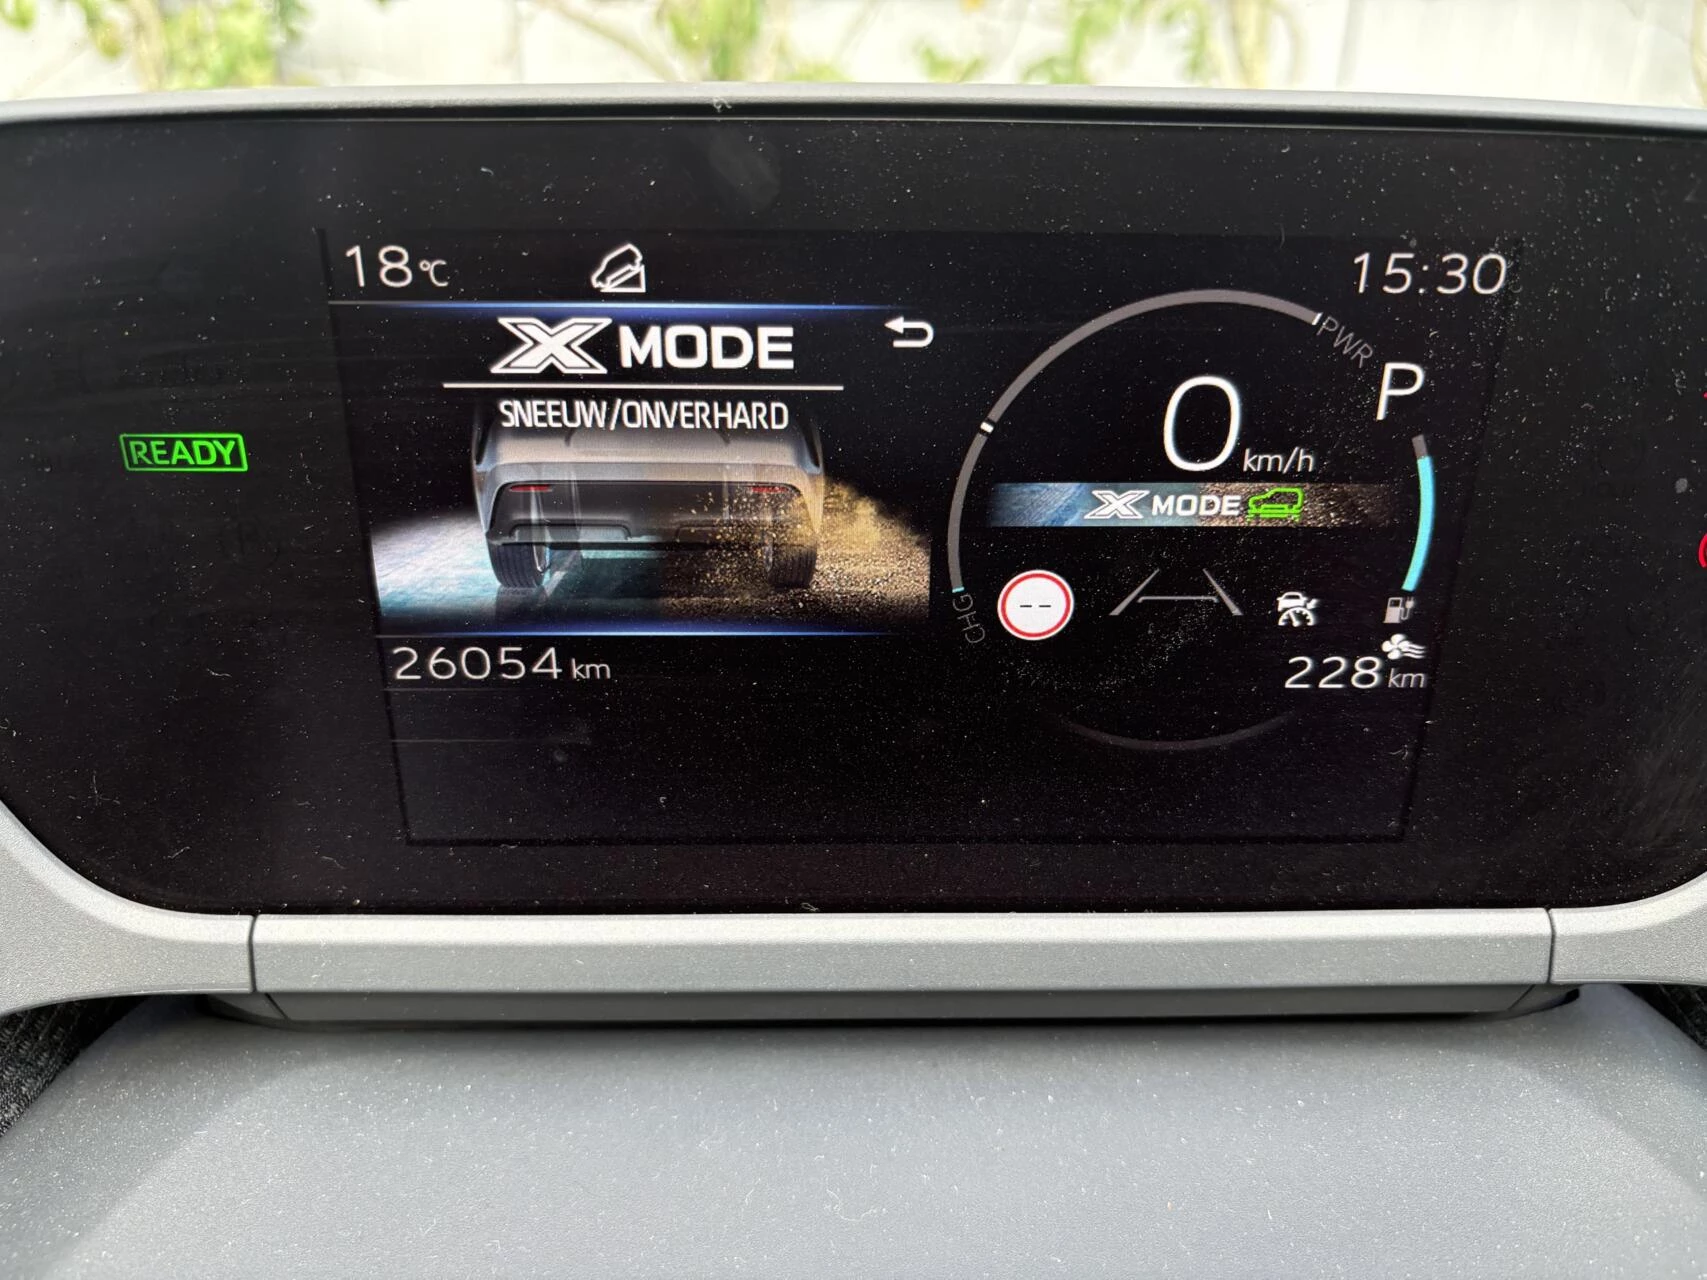 18°C
15:30
X MODE
PWR
P
SNEEUW/ONVERHARD
READY
0 km/h
X MODE
--
CHG
26054 km
228 km